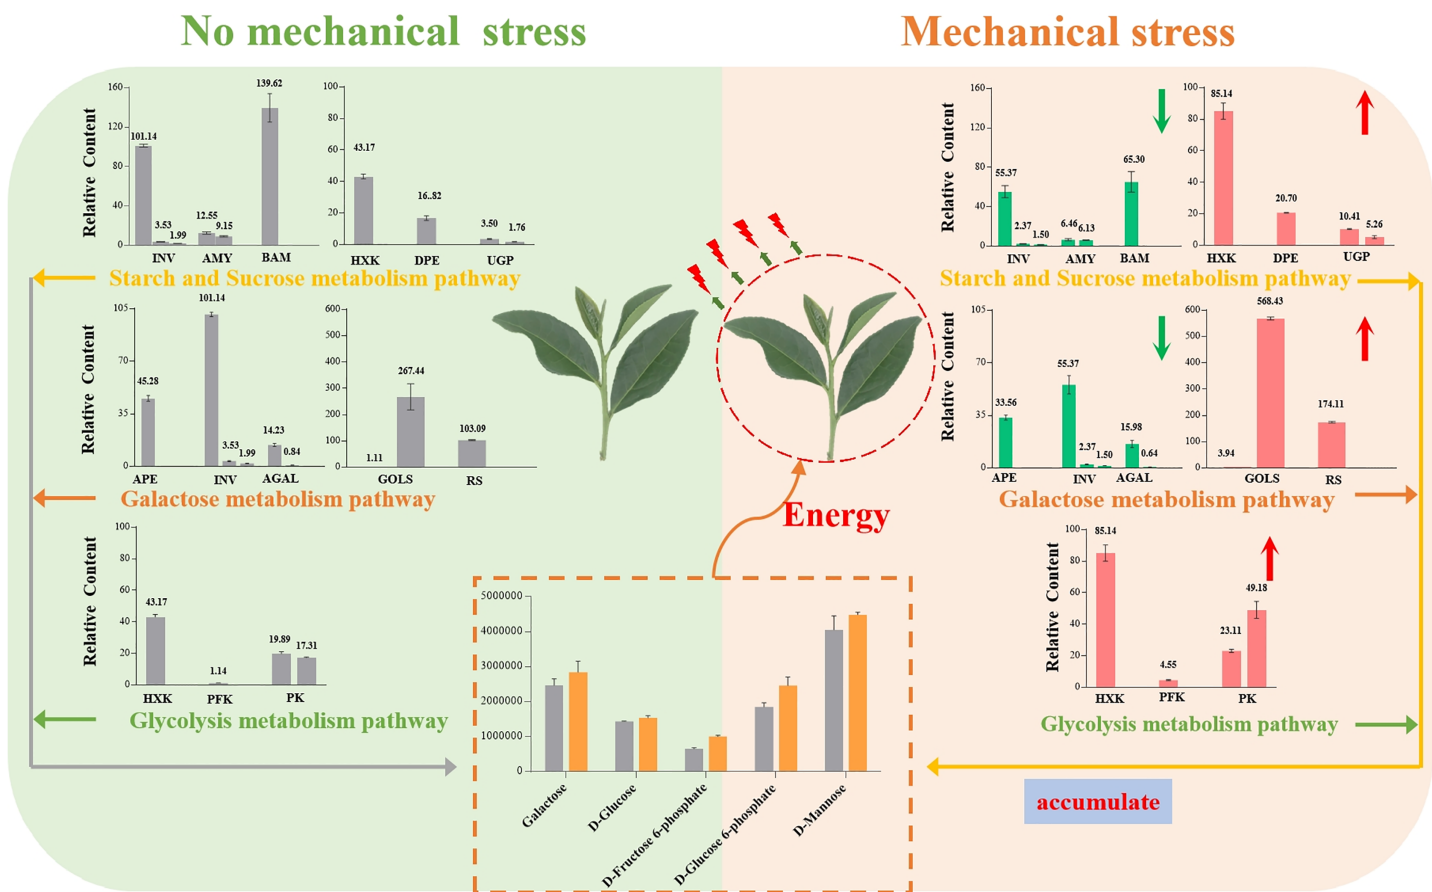 No mechanical stress
Mechanical stress
Relative Content
160
120
80
40
0
101.14
3.53
1.99
12.55
9.15
139.62
INV
AMY
BAM
100
80
60
40
20
0
43.17
16..82
3.50
1.76
HXK
DPE
UGP
Starch and Sucrose metabolism pathway
Relative Content
160
120
80
40
0
55.37
2.37
1.50
6.46
6.13
65.30
INV
AMY
BAM
100
80
60
40
20
0
85.14
20.70
10.41
5.26
HXK
DPE
UGP
Starch and Sucrose metabolism pathway
Relative Content
105
70
35
0
45.28
101.14
3.53
1.99
14.23
0.84
APE
INV
AGAL
600
500
400
300
200
100
0
1.11
267.44
103.09
GOLS
RS
Galactose metabolism pathway
Relative Content
105
70
35
0
33.56
55.37
2.37
1.50
15.98
0.64
APE
INV
AGAL
600
500
400
300
200
100
0
3.94
568.43
174.11
GOLS
RS
Galactose metabolism pathway
Energy
Relative Content
100
80
60
40
20
0
43.17
1.14
19.89
17.31
HXK
PFK
PK
Glycolysis metabolism pathway
Relative Content
100
80
60
40
20
0
85.14
4.55
23.11
49.18
HXK
PFK
PK
Glycolysis metabolism pathway
5000000
4000000
3000000
2000000
1000000
0
Galactose
D-Glucose
D-Fructose 6-phosphate
D-Glucose 6-phosphate
D-Mannose
accumulate